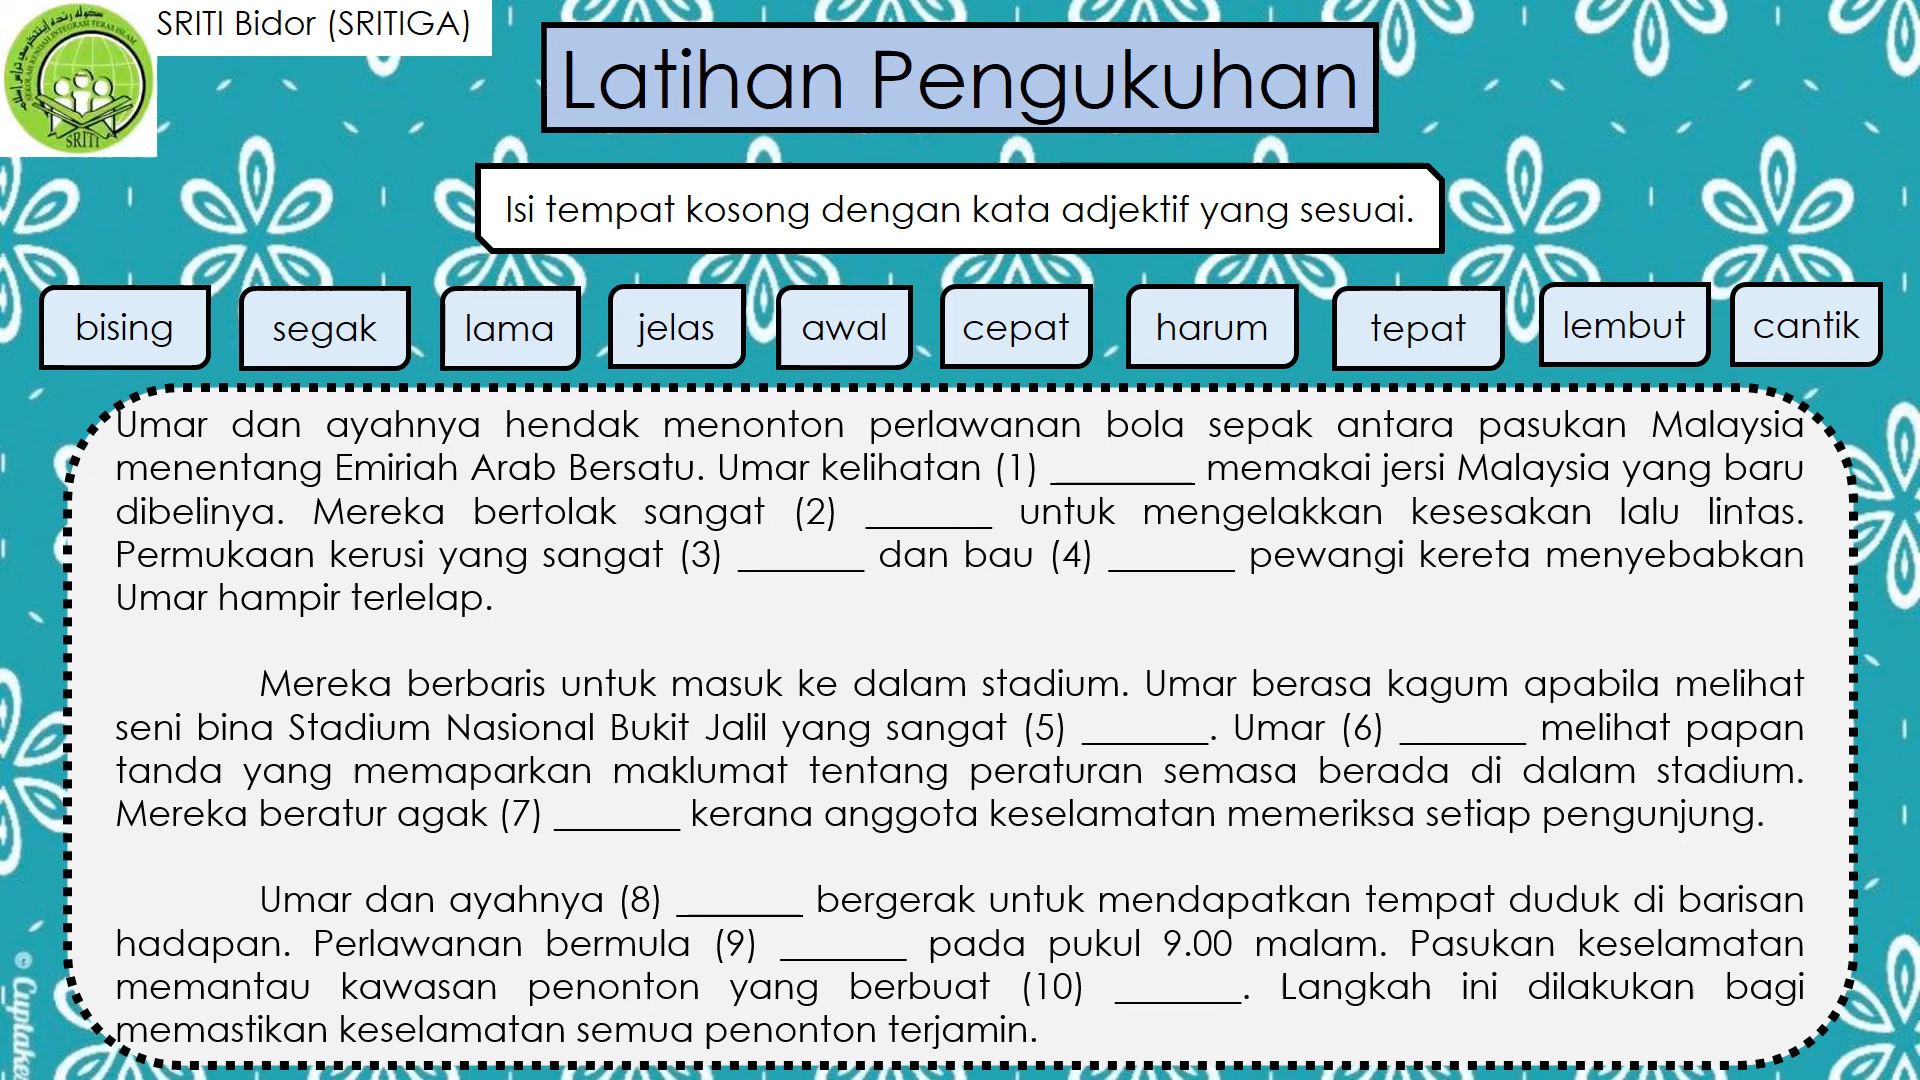 SRITI Bidor (SRITIGA)
SRITI
Latihan Pengukuhan
Isi tempat kosong dengan kata adjektif yang sesuai.
bising segak lama jelas awal cepat harum tepat lembut cantik
Umar dan ayahnya hendak menonton perlawanan bola sepak antara pasukan Malaysia
menentang Emiriah Arab Bersatu. Umar kelihatan (1) ________ memakai jersi Malaysia yang baru
dibelinya. Mereka bertolak sangat (2) _______ untuk mengelakkan kesesakan lalu lintas.
Permukaan kerusi yang sangat (3) _______ dan bau (4) _______ pewangi kereta menyebabkan
Umar hampir terlelap.
Mereka berbaris untuk masuk ke dalam stadium. Umar berasa kagum apabila melihat
seni bina Stadium Nasional Bukit Jalil yang sangat (5) _______. Umar (6) _______ melihat papan
tanda yang memaparkan maklumat tentang peraturan semasa berada di dalam stadium.
Mereka beratur agak (7) _______ kerana anggota keselamatan memeriksa setiap pengunjung.
Umar dan ayahnya (8) _______ bergerak untuk mendapatkan tempat duduk di barisan
hadapan. Perlawanan bermula (9) _______ pada pukul 9.00 malam. Pasukan keselamatan
memantau kawasan penonton yang berbuat (10) _______. Langkah ini dilakukan bagi
memastikan keselamatan semua penonton terjamin.